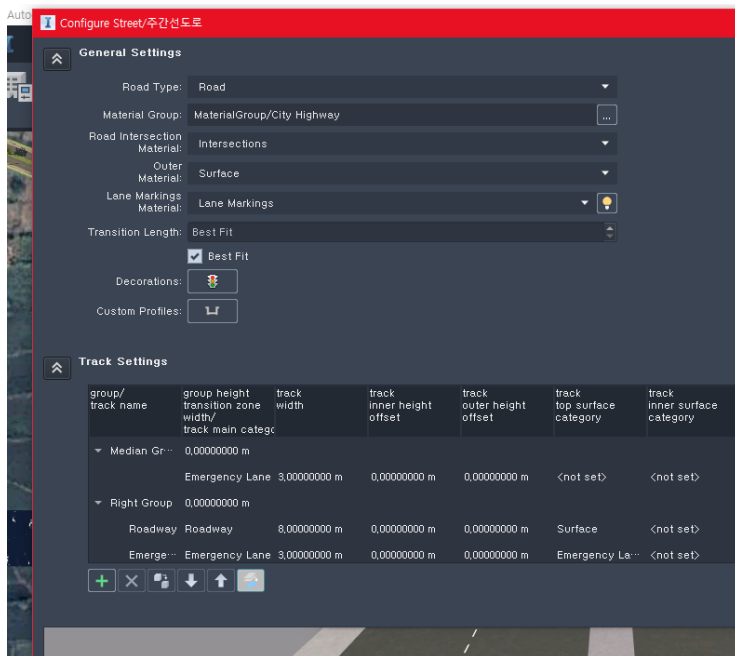 Auto
Configure Street/주간선도로
General Settings
Road Type: Road
Material Group: MaterialGroup/City Highway ...
Road Intersection
Material: Intersections
Outer
Material: Surface
Lane Markings
Material: Lane Markings
Transition Length: Best Fit
Best Fit
Decorations:
Custom Profiles:
Track Settings
group/
track name
group height
transition zone
width/
track main catego
track
width
track
inner height
offset
track
outer height
offset
track
top surface
category
track
inner surface
category
Median Gr... 0,00000000 m
Emergency Lane 3,00000000 m 0,00000000 m 0,00000000 m <not set> <not set>
Right Group 0,00000000 m
Roadway Roadway 8,00000000 m 0,00000000 m 0,00000000 m Surface <not set>
Emerge... Emergency Lane 3,00000000 m 0,00000000 m 0,00000000 m Emergency La... <not set>